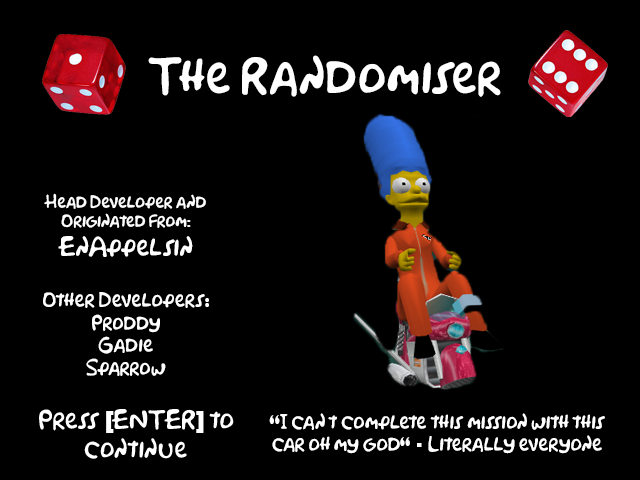 The Randomiser
Head Developer and
Originated From:
EnAppelsin
Other Developers:
Proddy
Gadie
Sparrow
Press [ENTER] to
continue
"I can't complete this mission with this
car oh my god" - Literally everyone